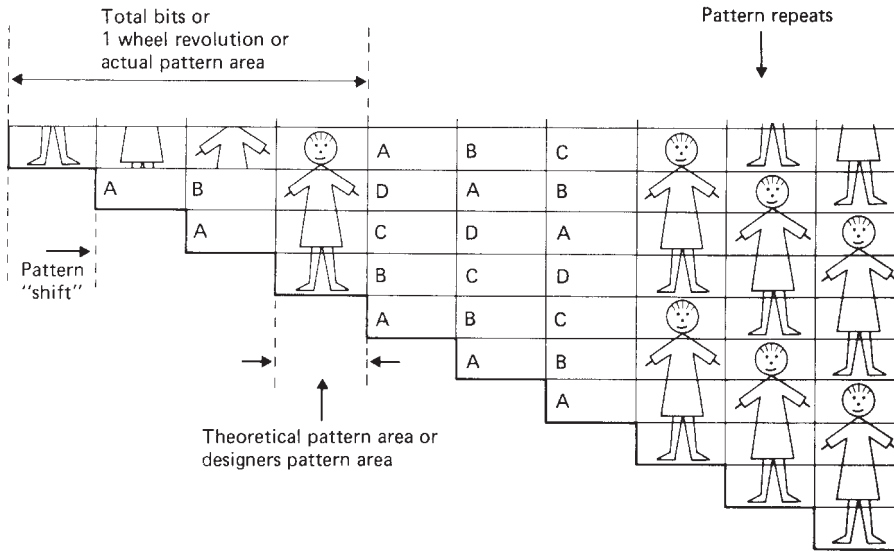 Total bits or
1 wheel revolution or
actual pattern area
Pattern repeats
A B C
A B D A B
A C D A
B C D
A B C
A B
A
Pattern
"shift"
Theoretical pattern area or
designers pattern area